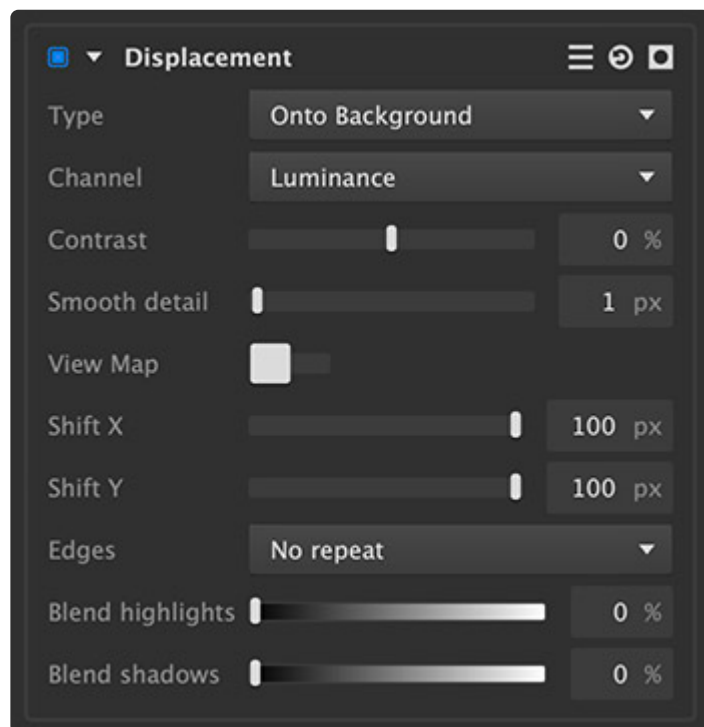 Displacement
Type Onto Background
Channel Luminance
Contrast 0 %
Smooth detail 1 px
View Map
Shift X 100 px
Shift Y 100 px
Edges No repeat
Blend highlights 0 %
Blend shadows 0 %